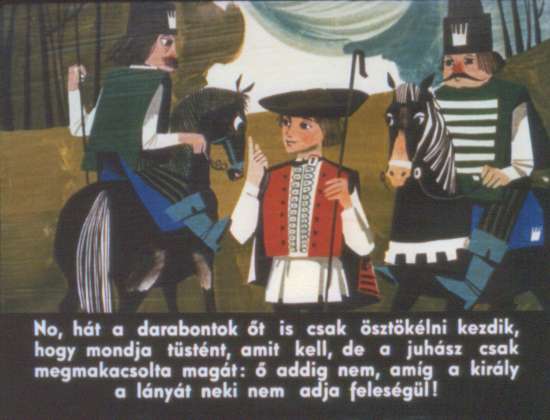 No, hát a darabontok őt is csak ösztökélni kezdik,
hogy mondja tüstént, amit kell, de a juhász csak
megmakacsolta magát: ő addig nem, amíg a király
a lányát neki nem adja feleségül!